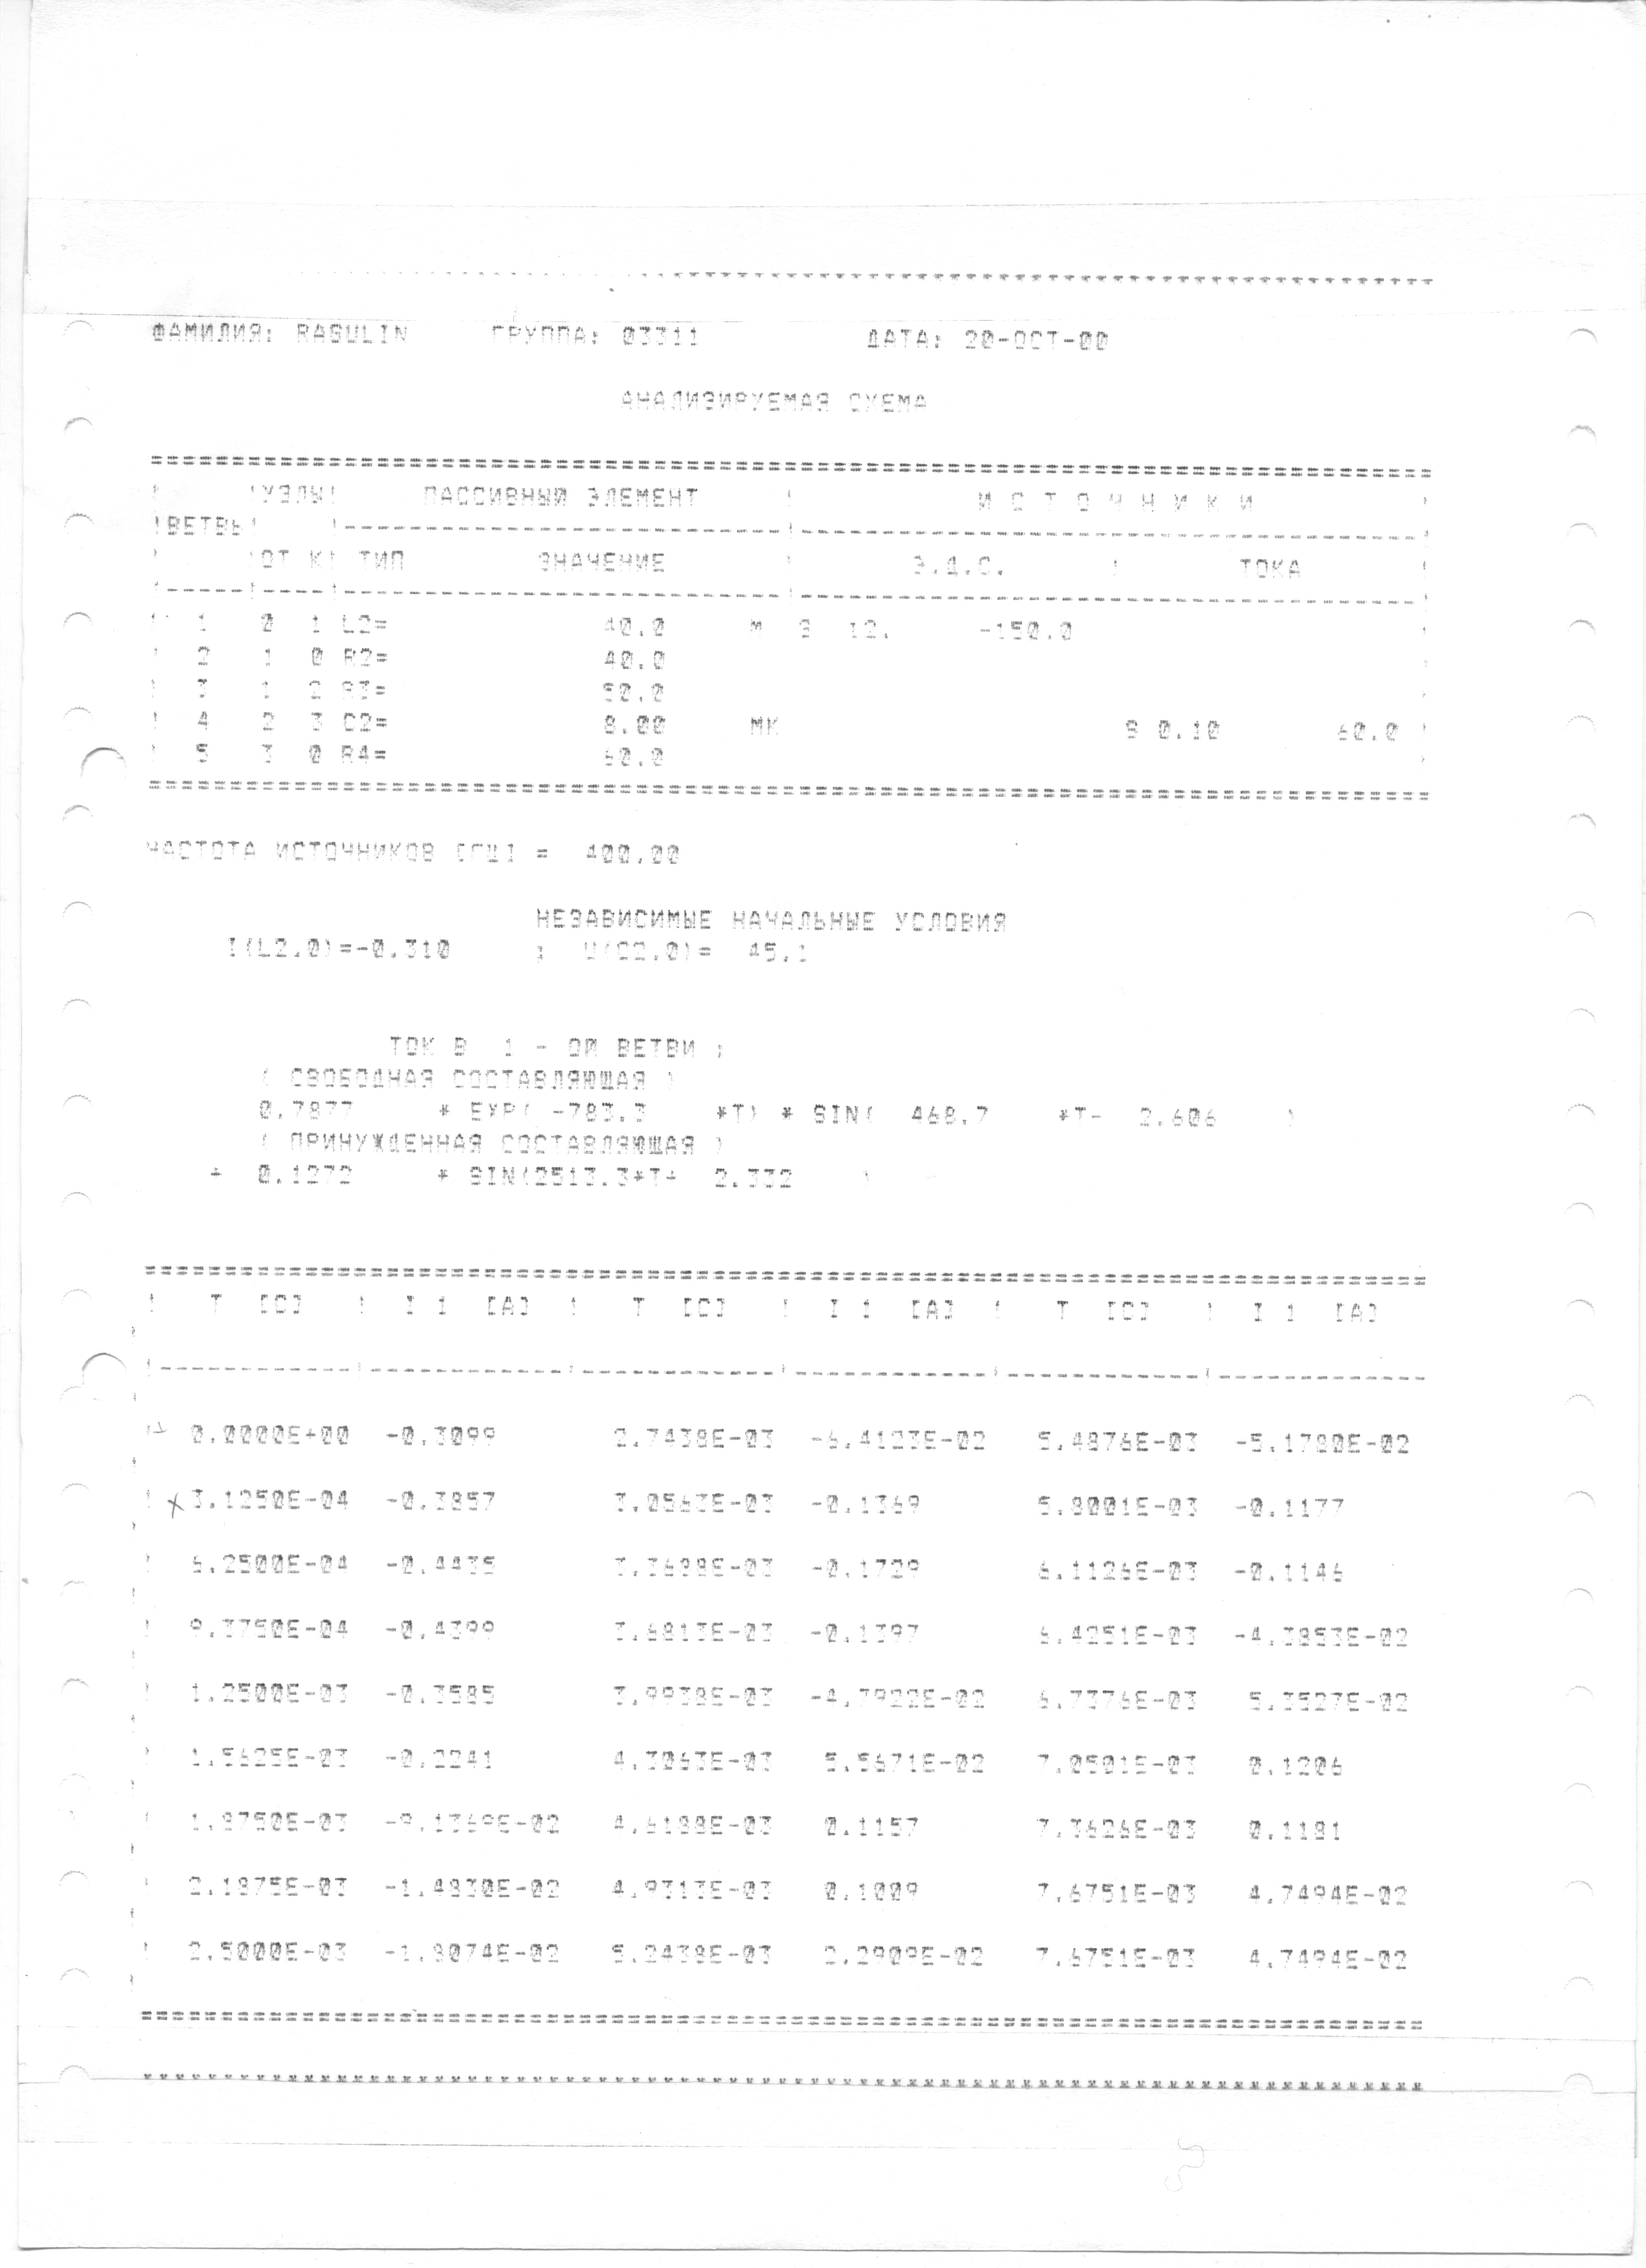 ФАМИЛИЯ: RASULIN ГРУППА: 03311 ДАТА: 20-OCT-00
АНАЛИЗИРУЕМАЯ СХЕМА
УЗЛЫ ПАССИВНЫЙ ЭЛЕМЕНТ И С Т О Ч Н И К И
ВЕТВЬ
ОТ К ТИП ЗНАЧЕНИЕ Э.Д.С. ТОКА
1 0 1 L2= 40.0 М S 12. -150.0
2 1 0 R2= 40.0
3 1 2 R3= 50.0
4 2 3 C2= 8.00 МК S 0.10 60.0
5 3 0 R4= 60.0
ЧАСТОТА ИСТОЧНИКОВ [ГЦ] = 400.00
НЕЗАВИСИМЫЕ НАЧАЛЬНЫЕ УСЛОВИЯ
I(L2,0)=-0.310 ; U(C2,0)= 45.1
ТОК В 1 - ОЙ ВЕТВИ :
( СВОБОДНАЯ СОСТАВЛЯЮЩАЯ )
0.7877 * EXP( -783.3 *T) * SIN( 468.7 *T- 2.606 )
( ПРИНУЖДЕННАЯ СОСТАВЛЯЮЩАЯ )
+ 0.1272 * SIN(2513.3*T+ 2.332 )
! T [C] ! I 1 [A] ! T [C] ! I 1 [A] ! T [C] ! I 1 [A]
0.0000E+00 -0.3099 2.7438E-03 -6.4123E-02 5.4876E-03 -5.1780E-02
3.1250E-04 -0.3857 3.0563E-03 -0.1369 5.8001E-03 -0.1177
6.2500E-04 -0.4435 3.3688E-03 -0.1729 6.1126E-03 -0.1146
9.3750E-04 -0.4399 3.6813E-03 -0.1397 6.4251E-03 -4.3853E-02
1.2500E-03 -0.3585 3.9938E-03 -4.3922E-02 6.7376E-03 5.3527E-02
1.5625E-03 -0.2241 4.3063E-03 5.5671E-02 7.0501E-03 0.1206
1.8750E-03 -9.1369E-02 4.6188E-03 0.1157 7.3626E-03 0.1181
2.1875E-03 -1.4830E-02 4.9313E-03 0.1009 7.6751E-03 4.7494E-02
2.5000E-03 -1.8074E-02 5.2438E-03 2.2909E-02 7.6751E-03 4.7494E-02